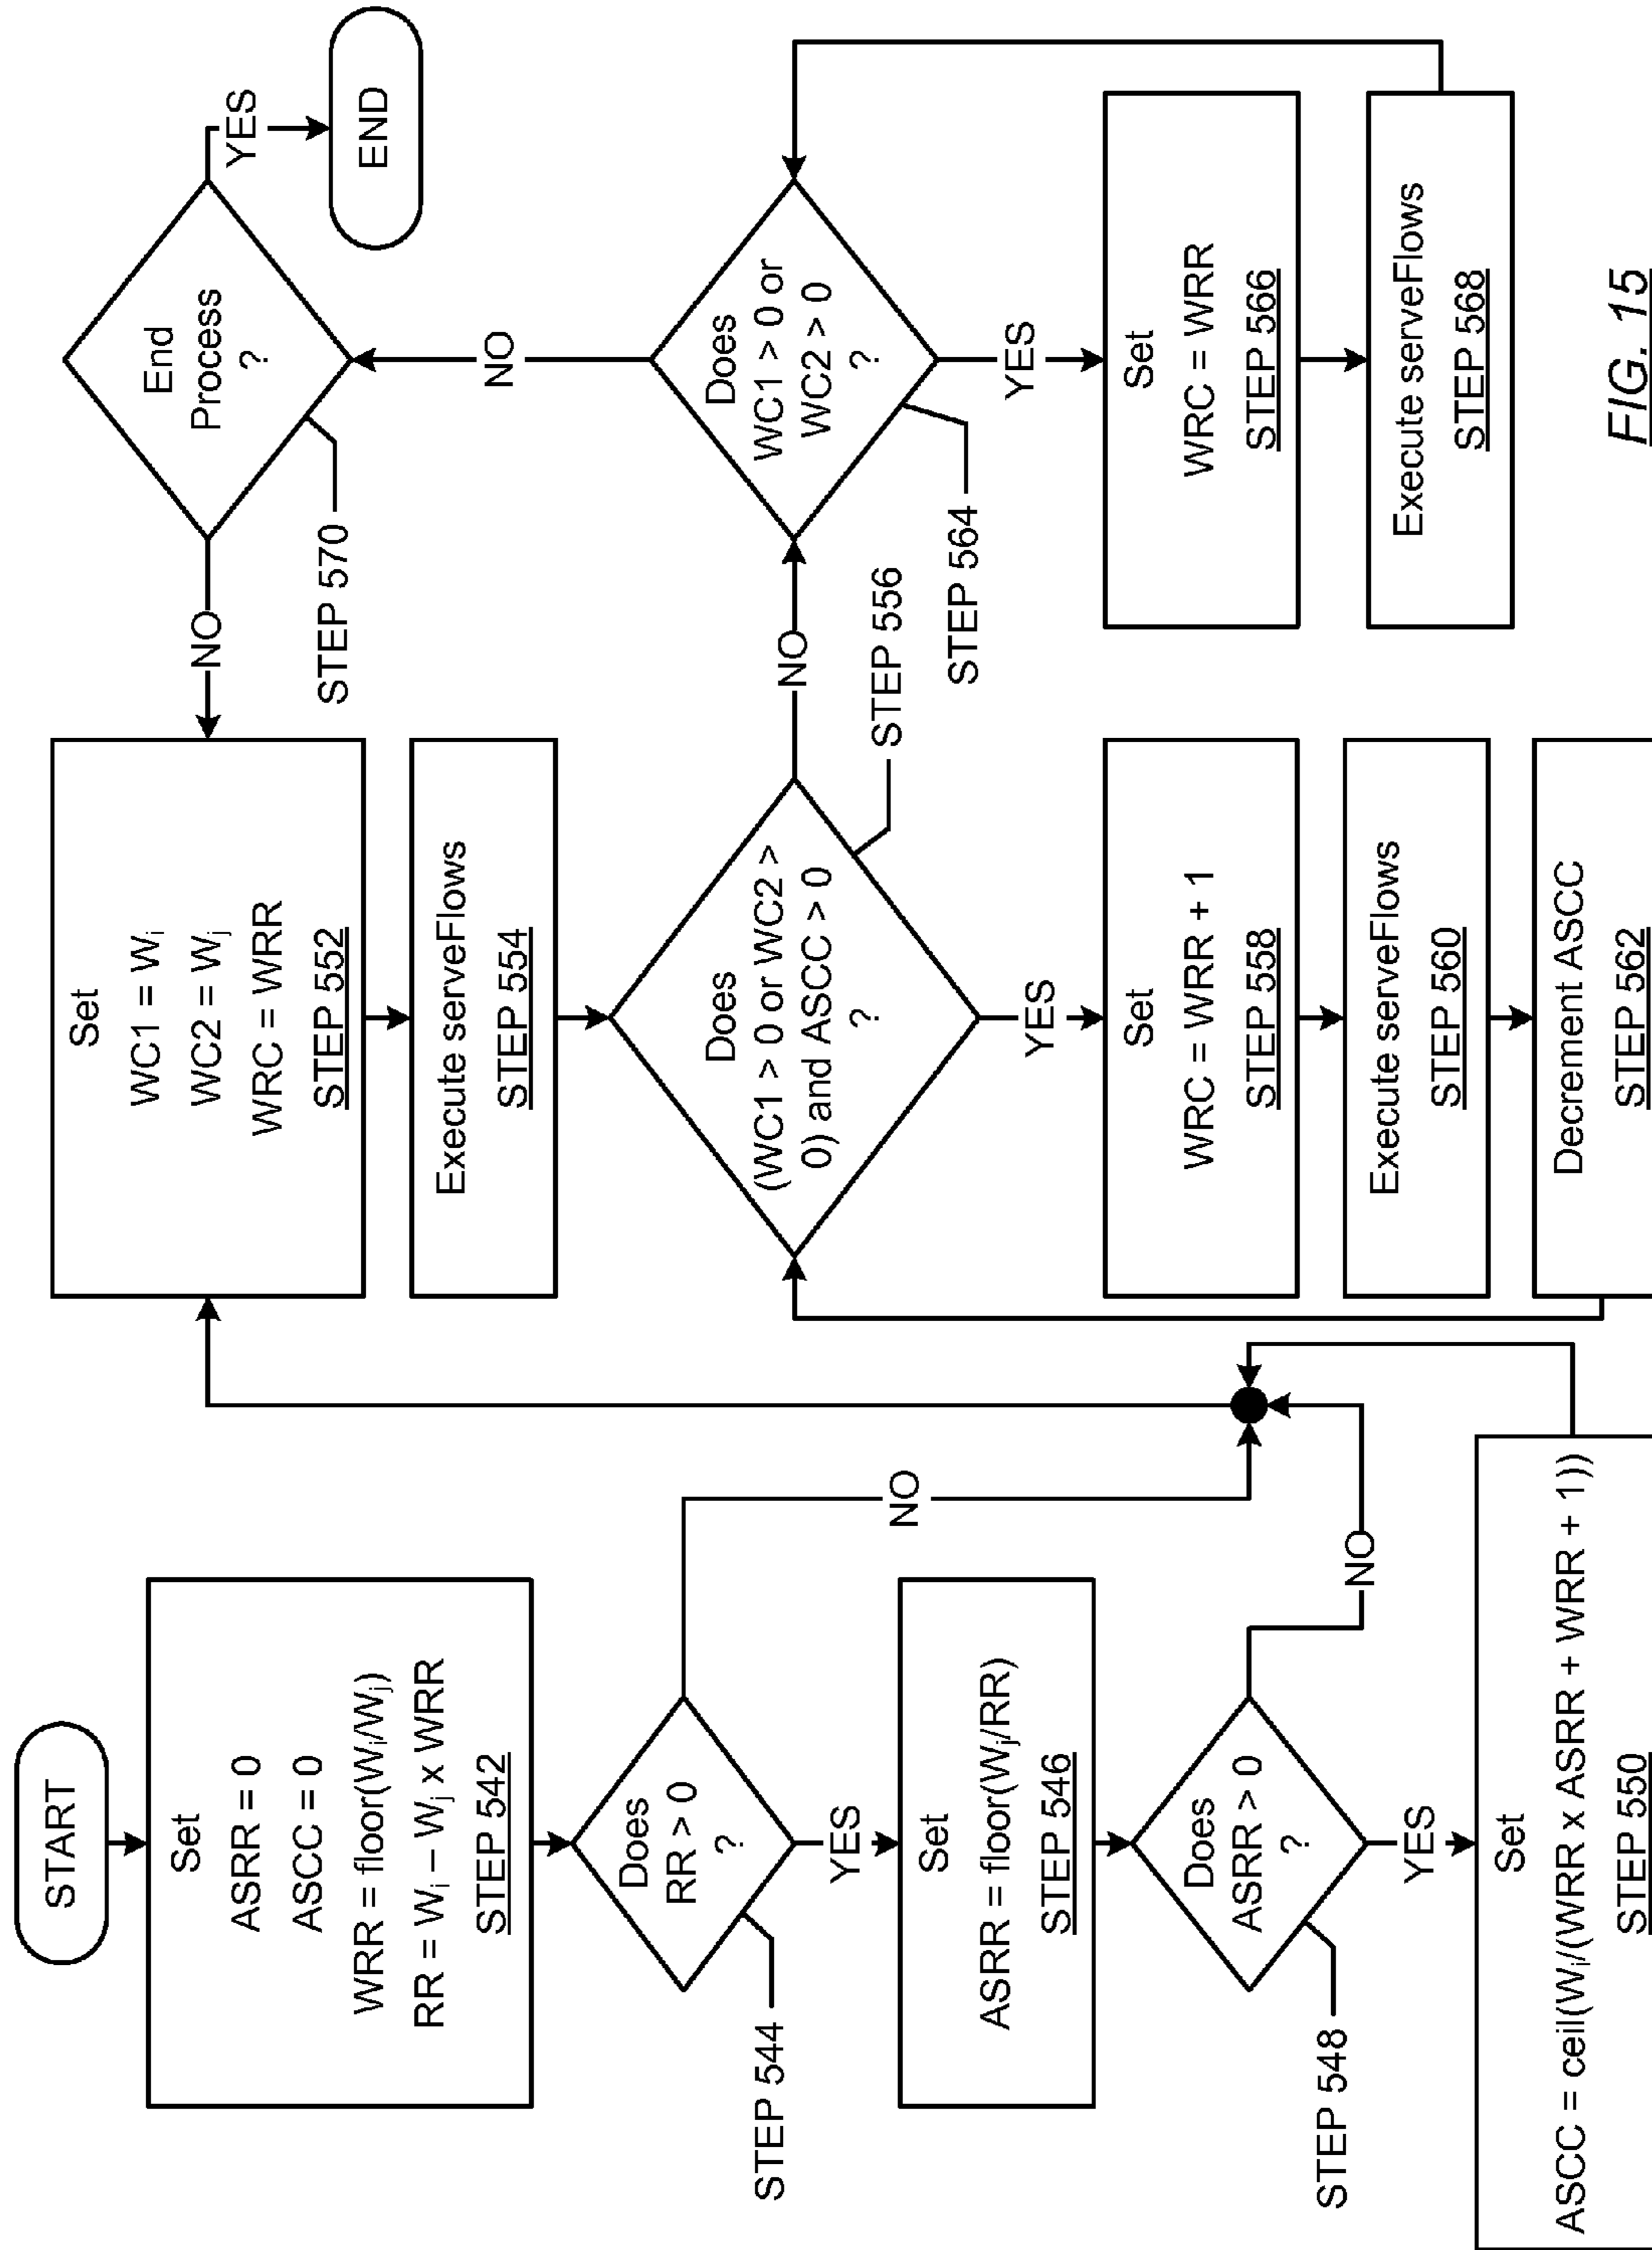 START
Set
ASRR = 0
ASCC = 0
WRR = floor(Wᵢ/Wⱼ)
RR = Wᵢ – Wⱼ x WRR
STEP 542
Does
RR > 0
?
STEP 544
NO
YES
Set
ASRR = floor(Wⱼ/RR)
STEP 546
Does
ASRR > 0
?
STEP 548
NO
YES
Set
ASCC = ceil(Wᵢ/(WRR x ASRR + WRR + 1))
STEP 550
Set
WC1 = Wᵢ
WC2 = Wⱼ
WRC = WRR
STEP 552
Execute serveFlows
STEP 554
Does
(WC1 > 0 or WC2 >
0) and ASCC > 0
?
STEP 556
NO
YES
Set
WRC = WRR + 1
STEP 558
Execute serveFlows
STEP 560
Decrement ASCC
STEP 562
NO
STEP 570
End
Process
?
YES
END
NO
Does
WC1 > 0 or
WC2 > 0
?
STEP 564
YES
Set
WRC = WRR
STEP 566
Execute serveFlows
STEP 568
FIG. 15